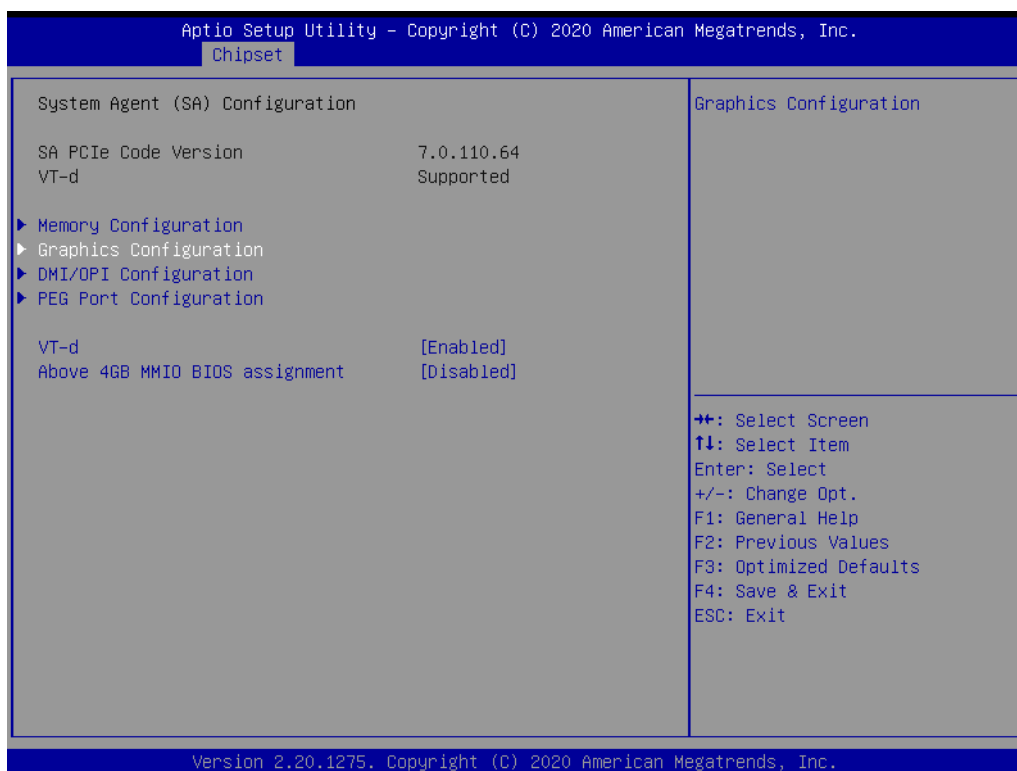 Aptio Setup Utility – Copyright (C) 2020 American Megatrends, Inc.
Chipset
System Agent (SA) Configuration
SA PCIe Code Version 7.0.110.64
VT-d Supported
Memory Configuration
Graphics Configuration
DMI/OPI Configuration
PEG Port Configuration
VT-d [Enabled]
Above 4GB MMIO BIOS assignment [Disabled]
Graphics Configuration
→←: Select Screen
↑↓: Select Item
Enter: Select
+/-: Change Opt.
F1: General Help
F2: Previous Values
F3: Optimized Defaults
F4: Save & Exit
ESC: Exit
Version 2.20.1275. Copyright (C) 2020 American Megatrends, Inc.